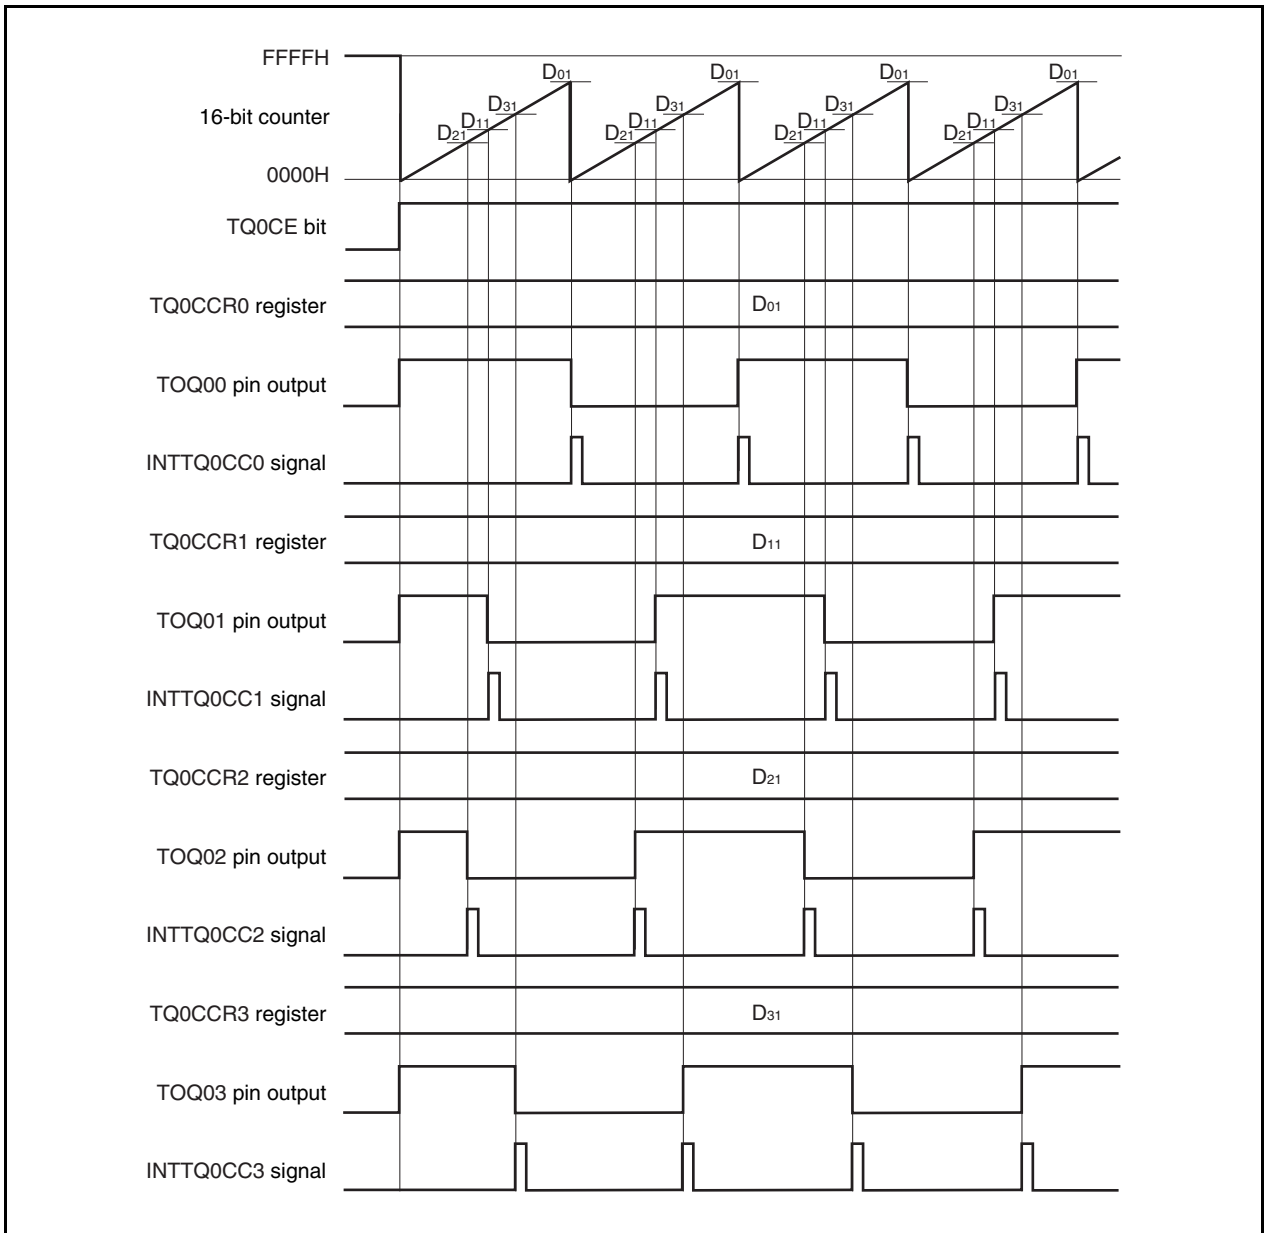 FFFFH
D01 D01 D01 D01
D31 D31 D31 D31
16-bit counter
D11 D11 D11 D11
D21 D21 D21 D21
0000H
TQ0CE bit
TQ0CCR0 register D01
TOQ00 pin output
INTTQ0CC0 signal
TQ0CCR1 register D11
TOQ01 pin output
INTTQ0CC1 signal
TQ0CCR2 register D21
TOQ02 pin output
INTTQ0CC2 signal
TQ0CCR3 register D31
TOQ03 pin output
INTTQ0CC3 signal